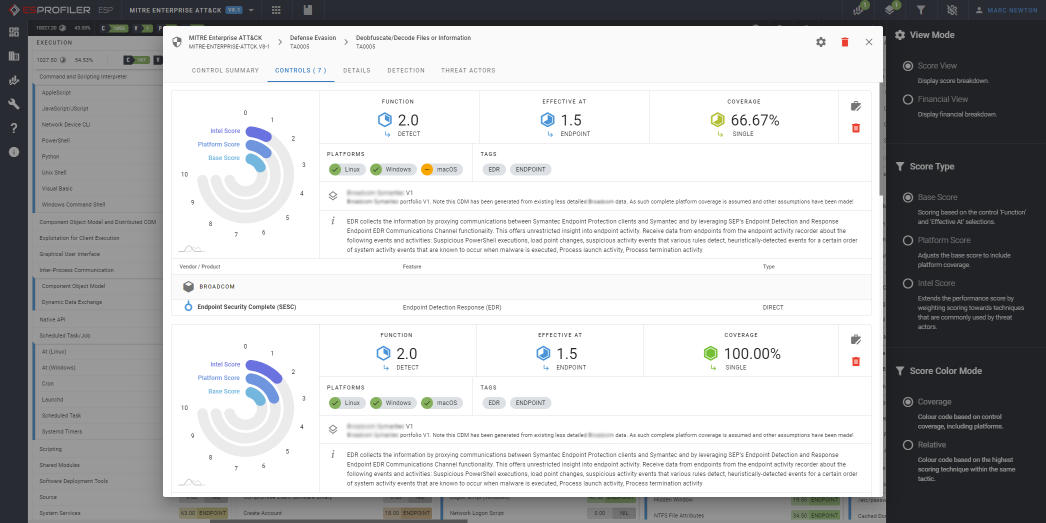 ESPROFILER ESP
MITRE ENTERPRISE ATT&CK V8.1
1
1
MARC NEWTON
EXECUTION
1027.50 54.53%
Command and Scripting Interpreter
AppleScript
JavaScript/JScript
Network Device CLI
PowerShell
Python
Unix Shell
Visual Basic
Windows Command Shell
Component Object Model and Distributed COM
Exploitation for Client Execution
Graphical User Interface
Inter-Process Communication
Component Object Model
Dynamic Data Exchange
Native API
Scheduled Task/Job
At (Linux)
At (Windows)
Cron
Launchd
Scheduled Task
Systemd Timers
Scripting
Shared Modules
Software Deployment Tools
Source
System Services
MITRE ENTERPRISE ATT&CK
MITRE-ENTERPRISE-ATTCK V8-1
Defense Evasion
TA0005
Deobfuscate/Decode Files or Information
TA0005
CONTROL SUMMARY
CONTROLS ( 7 )
DETAILS
DETECTION
THREAT ACTORS
Intel Score
Platform Score
Base Score
0
1
2
3
4
5
6
7
8
9
10
FUNCTION
2.0
DETECT
EFFECTIVE AT
1.5
ENDPOINT
COVERAGE
66.67%
SINGLE
PLATFORMS
Linux
Windows
macOS
TAGS
EDR
ENDPOINT
V1
portfolio V1. Note this CDM has been generated from existing less detailed data. As such complete platform coverage is assumed and other assumptions have been made!
EDR collects the information by proxying communications between Symantec Endpoint Protection clients and Symantec and by leveraging SEP's Endpoint Detection and Response
Endpoint EDR Communications Channel functionality. This offers unrestricted insight into endpoint activity. Receive data from endpoints from the endpoint activity recorder about the
following events and activities: Suspicious PowerShell executions, load point changes, suspicious activity events that various rules detect, heuristically-detected events for a certain order
of system activity events that are known to occur when malware is executed, Process launch activity, Process termination activity
Vendor / Product
Feature
Type
BROADCOM
Endpoint Security Complete (SESC)
Endpoint Detection Response (EDR)
DIRECT
Intel Score
Platform Score
Base Score
0
1
2
3
4
5
6
7
8
9
10
FUNCTION
2.0
DETECT
EFFECTIVE AT
1.5
ENDPOINT
COVERAGE
100.00%
SINGLE
PLATFORMS
Linux
Windows
macOS
TAGS
EDR
ENDPOINT
V1
portfolio V1. Note this CDM has been generated from existing less detailed data. As such complete platform coverage is assumed and other assumptions have been made!
EDR collects the information by proxying communications between Symantec Endpoint Protection clients and Symantec and by leveraging SEP's Endpoint Detection and Response
Endpoint EDR Communications Channel functionality. This offers unrestricted insight into endpoint activity. Receive data from endpoints from the endpoint activity recorder about the
following events and activities: Suspicious PowerShell executions, load point changes, suspicious activity events that various rules detect, heuristically-detected events for a certain order
of system activity events that are known to occur when malware is executed, Process launch activity, Process termination activity
63.00 ENDPOINT
Create Account
18.00 ENDPOINT
Network Logon Script
0.00 NIL
Hidden Window
ENDPOINT
NTFS File Attributes
34.50 ENDPOINT
View Mode
Score View
Display score breakdown.
Financial View
Display financial breakdown.
Score Type
Base Score
Scoring based on the control 'Function'
and 'Effective At' selections.
Platform Score
Adjusts the base score to include
platform coverage.
Intel Score
Extends the performance score by
weighting scoring towards techniques
that are commonly used by threat
actors.
Score Color Mode
Coverage
Colour code based on control
coverage, including platforms.
Relative
Colour code based on the highest
scoring technique within the same
tactic.